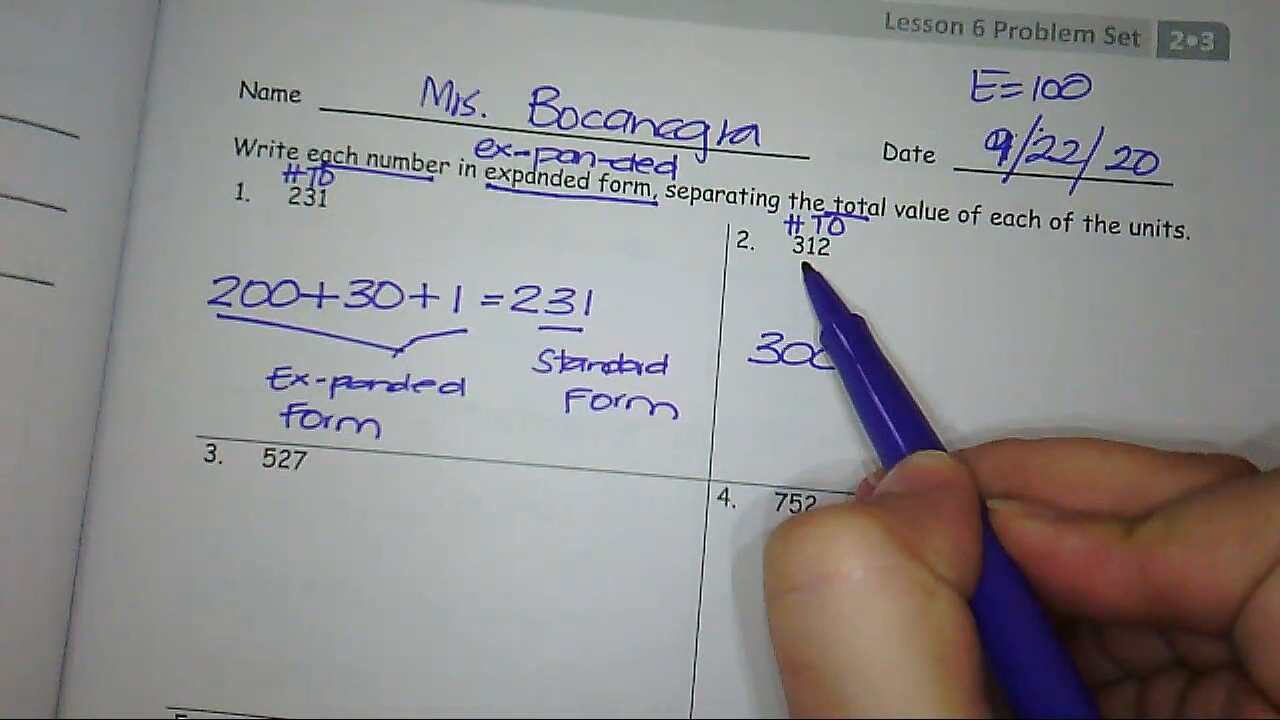 Lesson 6 Problem Set 2•3
E=100
Name Mrs. Bocanegra
Date 9/22/20
ex-pan-ded
Write each number in expanded form, separating the total value of each of the units.
HTO
1. 231
HTO
2. 312
200+30+1=231
300
Ex-panded
form
Standard
Form
3. 527
4. 752